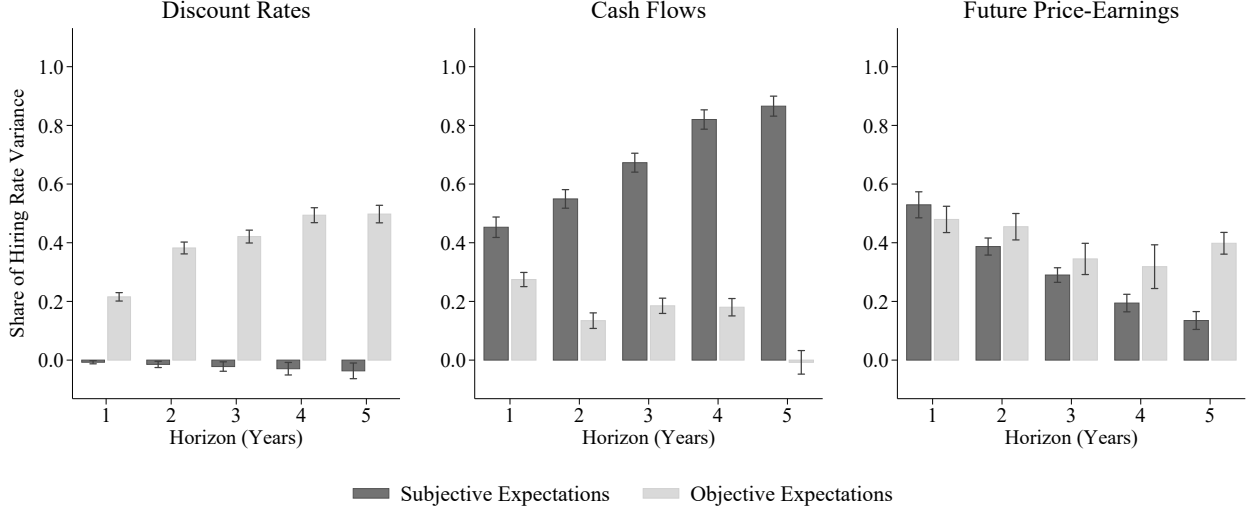 Discount Rates
Cash Flows
Future Price-Earnings
Share of Hiring Rate Variance
1.0
0.8
0.6
0.4
0.2
0.0
1 2 3 4 5
Horizon (Years)
1.0
0.8
0.6
0.4
0.2
0.0
1 2 3 4 5
Horizon (Years)
1.0
0.8
0.6
0.4
0.2
0.0
1 2 3 4 5
Horizon (Years)
Subjective Expectations
Objective Expectations